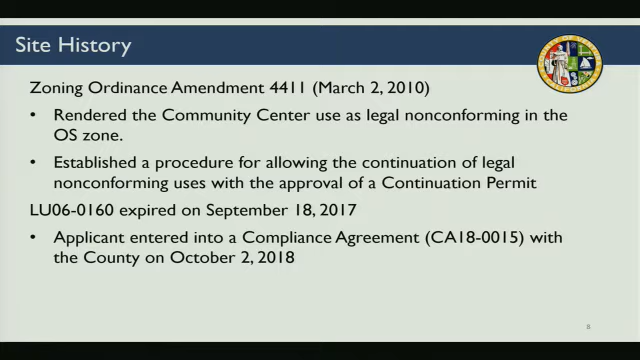 Site History
Zoning Ordinance Amendment 4411 (March 2, 2010)
• Rendered the Community Center use as legal nonconforming in the
OS zone.
• Established a procedure for allowing the continuation of legal
nonconforming uses with the approval of a Continuation Permit
LU06-0160 expired on September 18, 2017
• Applicant entered into a Compliance Agreement (CA18-0015) with
the County on October 2, 2018
8